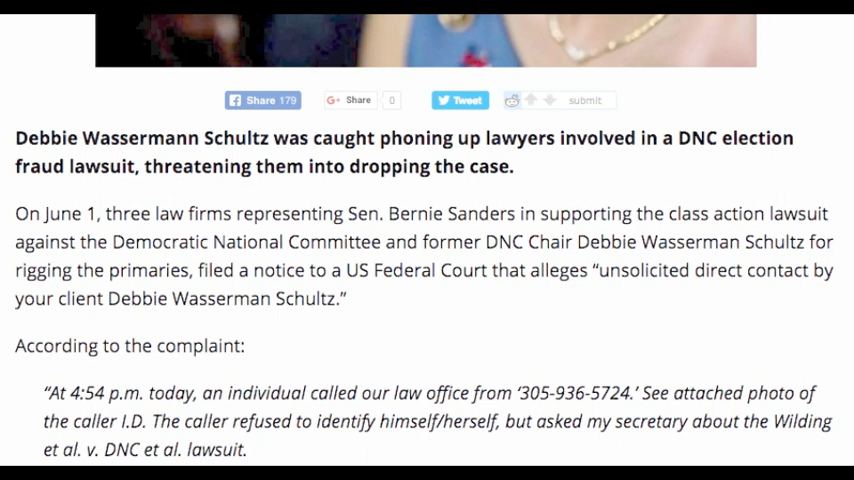 Share 179
G+ Share 0
Tweet
submit
Debbie Wassermann Schultz was caught phoning up lawyers involved in a DNC election
fraud lawsuit, threatening them into dropping the case.
On June 1, three law firms representing Sen. Bernie Sanders in supporting the class action lawsuit
against the Democratic National Committee and former DNC Chair Debbie Wasserman Schultz for
rigging the primaries, filed a notice to a US Federal Court that alleges “unsolicited direct contact by
your client Debbie Wasserman Schultz.”
According to the complaint:
“At 4:54 p.m. today, an individual called our law office from ‘305-936-5724.’ See attached photo of
the caller I.D. The caller refused to identify himself/herself, but asked my secretary about the Wilding
et al. v. DNC et al. lawsuit.